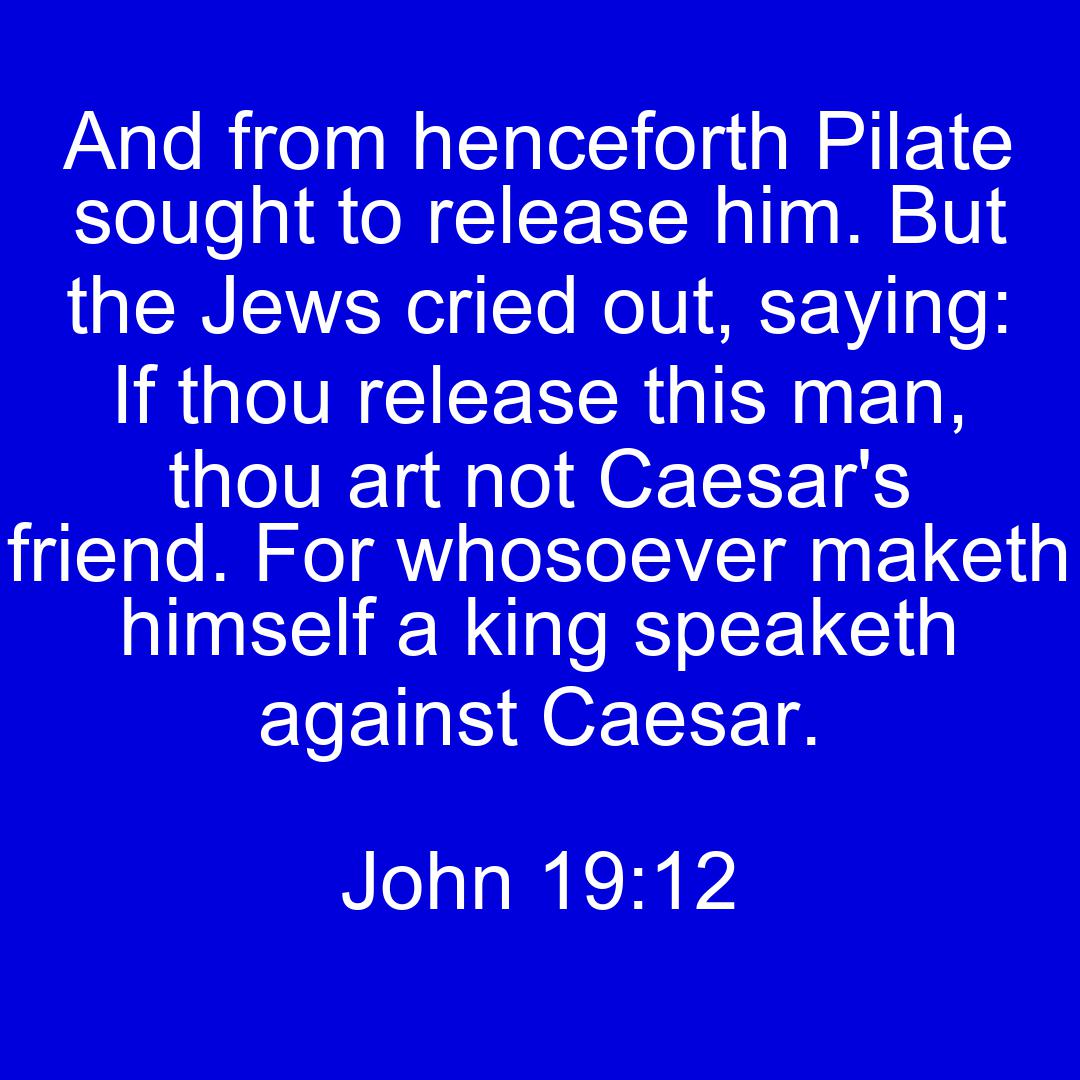 And from henceforth Pilate
sought to release him. But
the Jews cried out, saying:
If thou release this man,
thou art not Caesar's
friend. For whosoever maketh
himself a king speaketh
against Caesar.
John 19:12